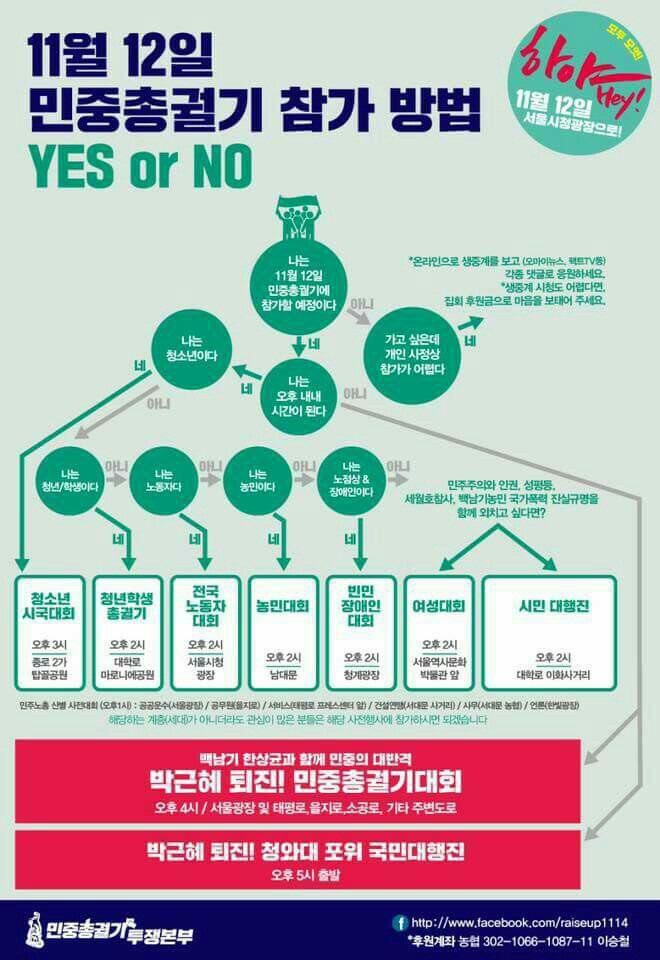 11월 12일
민중총궐기 참가 방법
YES or NO
모두 모여!
하야
Hey!
11월 12일
서울시청광장으로!
나는
11월 12일
민중총궐기에
참가할 예정이다
아니
네
가고 싶은데
개인 사정상
참가가 어렵다
네
*온라인으로 생중계를 보고 (오마이뉴스, 팩트TV등)
각종 댓글로 응원하세요.
*생중계 시청도 어렵다면,
집회 후원금으로 마음을 보태어 주세요.
나는
오후 내내
시간이 된다
네
아니
나는
청소년이다
네
아니
나는
청년/학생이다
아니
네
나는
노동자다
아니
네
나는
농민이다
아니
네
나는
노점상 &
장애인이다
아니
네
민주주의와 인권, 성평등,
세월호참사, 백남기농민 국가폭력 진실규명을
함께 외치고 싶다면?
청소년
시국대회
오후 3시
종로 2가
탑골공원
청년학생
총궐기
오후 2시
대학로
마로니에공원
전국
노동자
대회
오후 2시
서울시청
광장
농민대회
오후 2시
남대문
빈민
장애인
대회
오후 2시
청계광장
여성대회
오후 2시
서울역사문화
박물관 앞
시민 대행진
오후 2시
대학로 이화사거리
민주노총 산별 사전대회 (오후1시) : 공공운수(서울광장) / 공무원(을지로) / 서비스(태평로 프레스센터 앞) / 건설연맹(서대문 사거리) / 사무(서대문 농협) / 언론(한빛광장)
해당하는 계층(세대)가 아니더라도 관심이 많은 분들은 해당 사전행사에 참가하시면 되겠습니다
백남기 한상균과 함께 민중의 대반격
박근혜 퇴진! 민중총궐기대회
오후 4시 / 서울광장 및 태평로,을지로,소공로, 기타 주변도로
박근혜 퇴진! 청와대 포위 국민대행진
오후 5시 출발
민중총궐기 투쟁본부
http://www.facebook.com/raiseup1114
*후원계좌 농협 302-1066-1087-11 이승철